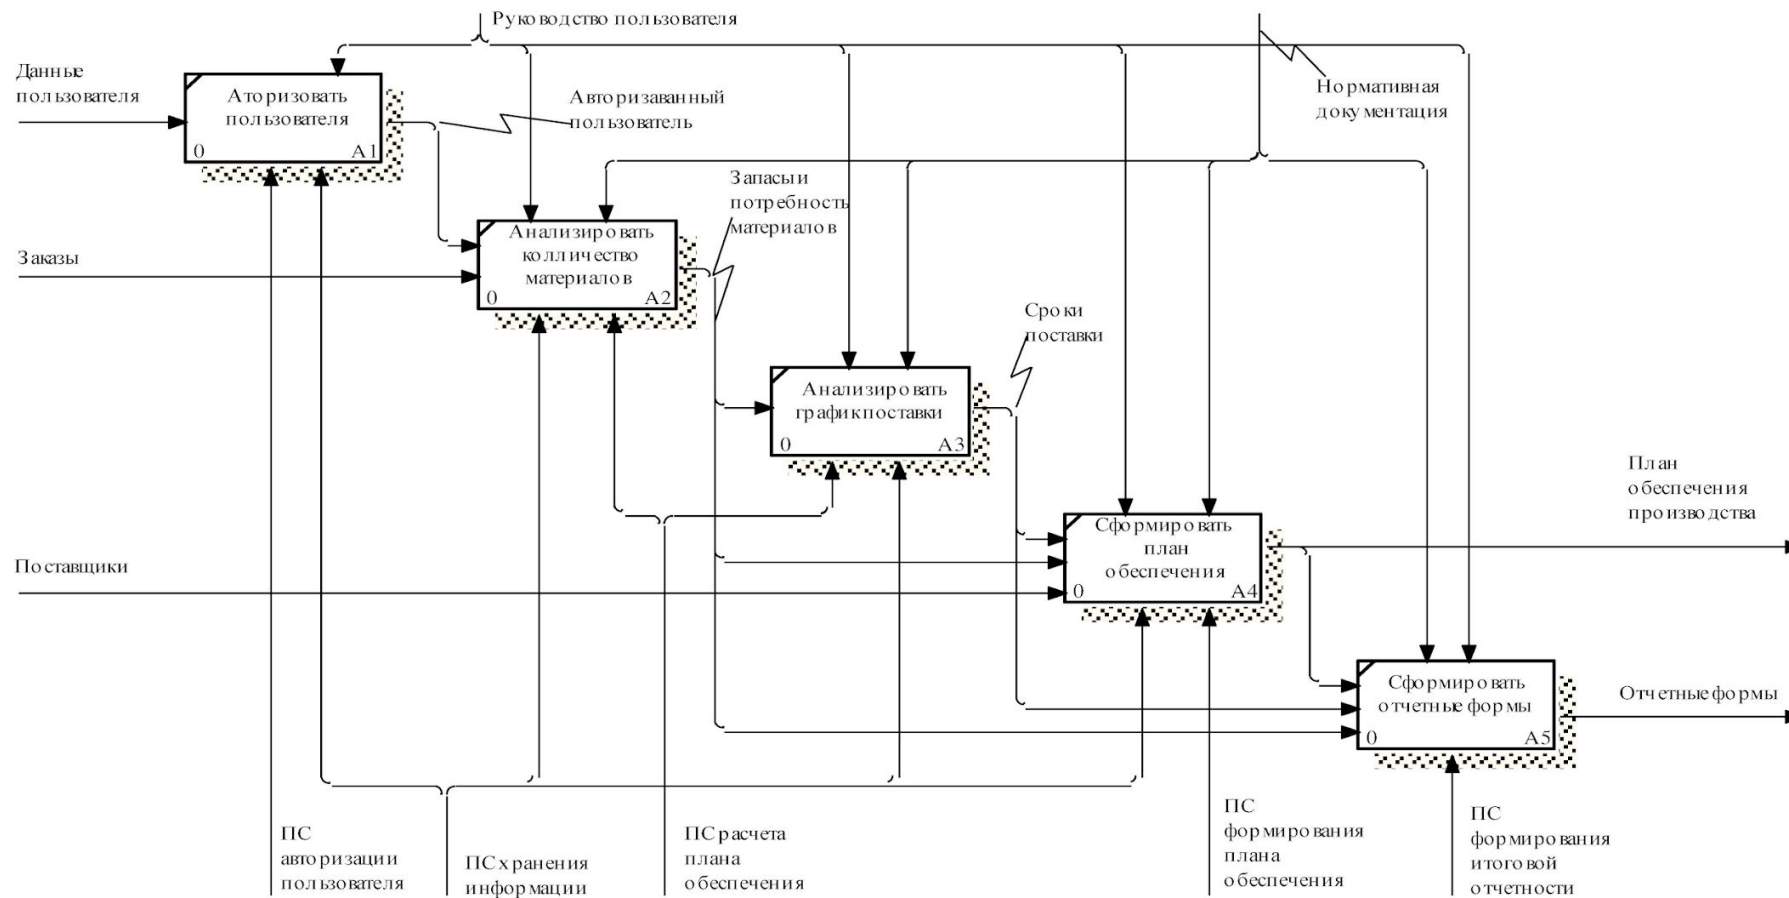 Руководство пользователя
Данные
пользователя
Аторизовать
пользователя
0 A1
Авторизаванный
пользователь
Нормативная
документация
Запасы и
потребность
материалов
Заказы
Анализировать
колличество
материалов
0 A2
Сроки
поставки
Анализировать
график поставки
0 A3
План
обеспечения
производства
Поставщики
Сформировать
план
обеспечения
0 A4
Сформировать
отчетные формы
0 A5
Отчетные формы
ПС
авторизации
пользователя
ПС хранения
информации
ПС расчета
плана
обеспечения
ПС
формирования
плана
обеспечения
ПС
формирования
итоговой
отчетности